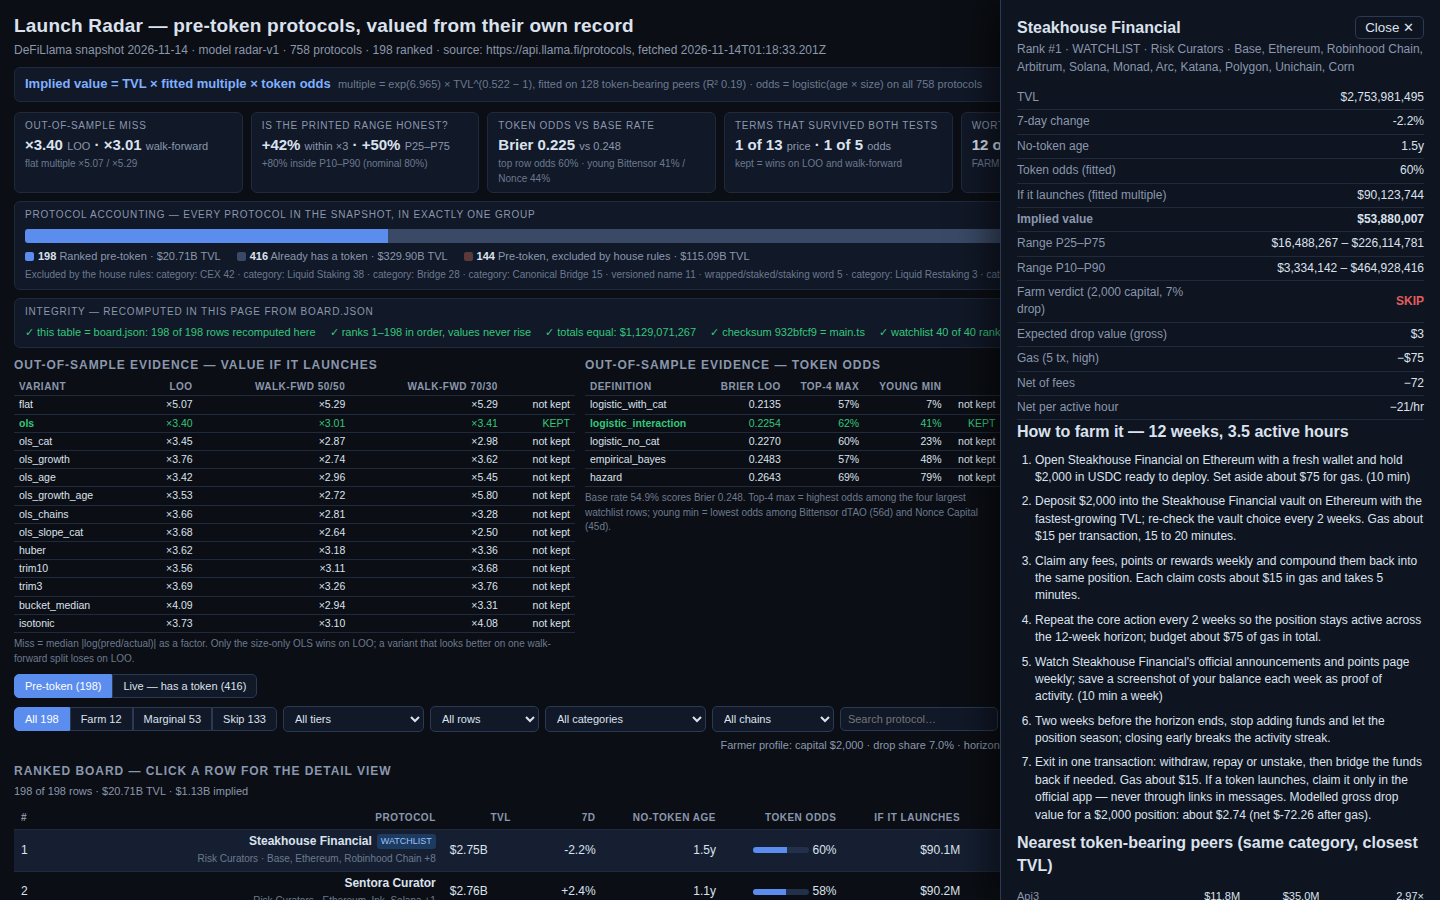 Launch Radar — pre-token protocols, valued from their own record
DeFiLlama snapshot 2026-11-14 · model radar-v1 · 758 protocols · 198 ranked · source: https://api.llama.fi/protocols, fetched 2026-11-14T01:18:33.201Z
Implied value = TVL × fitted multiple × token odds multiple = exp(6.965) × TVL^(0.522 − 1), fitted on 128 token-bearing peers (R² 0.19) · odds = logistic(age × size) on all 758 protocols
OUT-OF-SAMPLE MISS
×3.40 LOO · ×3.01 walk-forward
flat multiple ×5.07 / ×5.29
IS THE PRINTED RANGE HONEST?
+42% within ×3 · +50% P25–P75
+80% inside P10–P90 (nominal 80%)
TOKEN ODDS VS BASE RATE
Brier 0.225 vs 0.248
top row odds 60% · young Bittensor 41% /
Nonce 44%
TERMS THAT SURVIVED BOTH TESTS
1 of 13 price · 1 of 5 odds
kept = wins on LOO and walk-forward
WORT
12 o
FARM
PROTOCOL ACCOUNTING — EVERY PROTOCOL IN THE SNAPSHOT, IN EXACTLY ONE GROUP
198 Ranked pre-token · $20.71B TVL 416 Already has a token · $329.90B TVL 144 Pre-token, excluded by house rules · $115.09B TVL
Excluded by the house rules: category: CEX 42 · category: Liquid Staking 38 · category: Bridge 28 · category: Canonical Bridge 15 · versioned name 11 · wrapped/staked/staking word 5 · category: Liquid Restaking 3 · cat
INTEGRITY — RECOMPUTED IN THIS PAGE FROM BOARD.JSON
✓ this table = board.json: 198 of 198 rows recomputed here ✓ ranks 1–198 in order, values never rise ✓ totals equal: $1,129,071,267 ✓ checksum 932bfcf9 = main.ts ✓ watchlist 40 of 40 rank
OUT-OF-SAMPLE EVIDENCE — VALUE IF IT LAUNCHES
VARIANT LOO WALK-FWD 50/50 WALK-FWD 70/30
flat ×5.07 ×5.29 ×5.29 not kept
ols ×3.40 ×3.01 ×3.41 KEPT
ols_cat ×3.45 ×2.87 ×2.98 not kept
ols_growth ×3.76 ×2.74 ×3.62 not kept
ols_age ×3.42 ×2.96 ×5.45 not kept
ols_growth_age ×3.53 ×2.72 ×5.80 not kept
ols_chains ×3.66 ×2.81 ×3.28 not kept
ols_slope_cat ×3.68 ×2.64 ×2.50 not kept
huber ×3.62 ×3.18 ×3.36 not kept
trim10 ×3.56 ×3.11 ×3.68 not kept
trim3 ×3.69 ×3.26 ×3.76 not kept
bucket_median ×4.09 ×2.94 ×3.31 not kept
isotonic ×3.73 ×3.10 ×4.08 not kept
Miss = median |log(pred/actual)| as a factor. Only the size-only OLS wins on LOO; a variant that looks better on one walk-
forward split loses on LOO.
OUT-OF-SAMPLE EVIDENCE — TOKEN ODDS
DEFINITION BRIER LOO TOP-4 MAX YOUNG MIN
logistic_with_cat 0.2135 57% 7% not kept
logistic_interaction 0.2254 62% 41% KEPT
logistic_no_cat 0.2270 60% 23% not kept
empirical_bayes 0.2483 57% 48% not kept
hazard 0.2643 69% 79% not kept
Base rate 54.9% scores Brier 0.248. Top-4 max = highest odds among the four largest
watchlist rows; young min = lowest odds among Bittensor dTAO (56d) and Nonce Capital
(45d).
Pre-token (198) Live — has a token (416)
All 198 Farm 12 Marginal 53 Skip 133 All tiers All rows All categories All chains Search protocol…
Farmer profile: capital $2,000 · drop share 7.0% · horizon
RANKED BOARD — CLICK A ROW FOR THE DETAIL VIEW
198 of 198 rows · $20.71B TVL · $1.13B implied
# PROTOCOL TVL 7D NO-TOKEN AGE TOKEN ODDS IF IT LAUNCHES
1 Steakhouse Financial WATCHLIST $2.75B -2.2% 1.5y 60% $90.1M
Risk Curators · Base, Ethereum, Robinhood Chain +8
2 Sentora Curator $2.76B +2.4% 1.1y 58% $90.2M
Risk Curators · Ethereum, Ink, Solana +1
Steakhouse Financial
Close ✕
Rank #1 · WATCHLIST · Risk Curators · Base, Ethereum, Robinhood Chain,
Arbitrum, Solana, Monad, Arc, Katana, Polygon, Unichain, Corn
TVL $2,753,981,495
7-day change -2.2%
No-token age 1.5y
Token odds (fitted) 60%
If it launches (fitted multiple) $90,123,744
Implied value $53,880,007
Range P25–P75 $16,488,267 – $226,114,781
Range P10–P90 $3,334,142 – $464,928,416
Farm verdict (2,000 capital, 7%
drop) SKIP
Expected drop value (gross) $3
Gas (5 tx, high) −$75
Net of fees −72
Net per active hour −21/hr
How to farm it — 12 weeks, 3.5 active hours
1. Open Steakhouse Financial on Ethereum with a fresh wallet and hold
$2,000 in USDC ready to deploy. Set aside about $75 for gas. (10 min)
2. Deposit $2,000 into the Steakhouse Financial vault on Ethereum with the
fastest-growing TVL; re-check the vault choice every 2 weeks. Gas about
$15 per transaction, 15 to 20 minutes.
3. Claim any fees, points or rewards weekly and compound them back into
the same position. Each claim costs about $15 in gas and takes 5
minutes.
4. Repeat the core action every 2 weeks so the position stays active across
the 12-week horizon; budget about $75 of gas in total.
5. Watch Steakhouse Financial's official announcements and points page
weekly; save a screenshot of your balance each week as proof of
activity. (10 min a week)
6. Two weeks before the horizon ends, stop adding funds and let the
position season; closing early breaks the activity streak.
7. Exit in one transaction: withdraw, repay or unstake, then bridge the funds
back if needed. Gas about $15. If a token launches, claim it only in the
official app — never through links in messages. Modelled gross drop
value for a $2,000 position: about $2.74 (net $-72.26 after gas).
Nearest token-bearing peers (same category, closest
TVL)
Api3 $11.8M $35.0M 2.97×